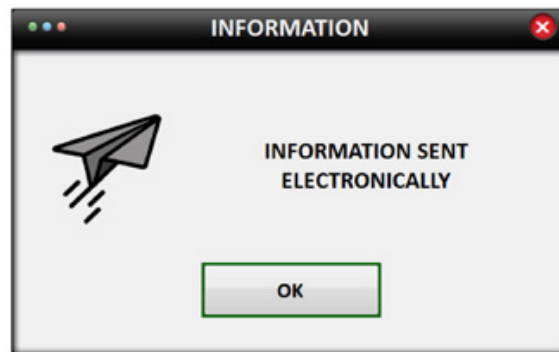 INFORMATION
INFORMATION SENT
ELECTRONICALLY
OK